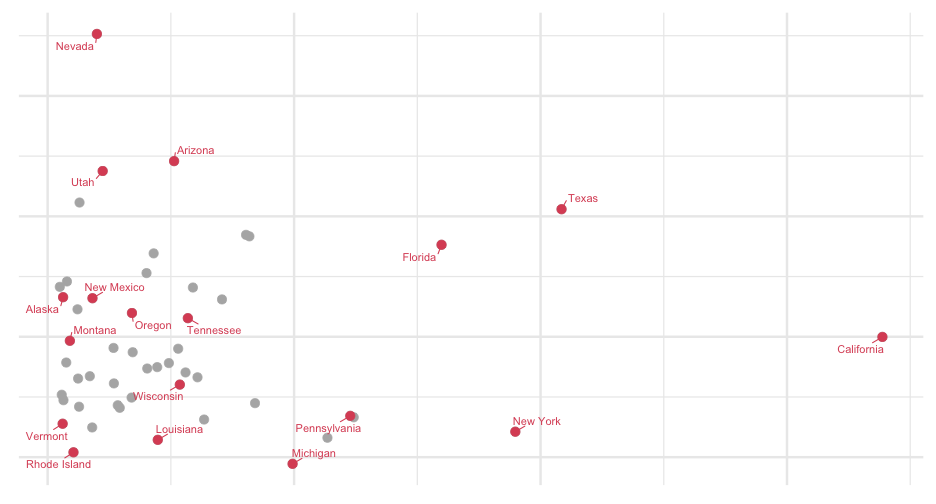 Nevada
Arizona
Utah
Texas
Florida
New Mexico
Alaska
Oregon
Tennessee
Montana
California
Wisconsin
New York
Pennsylvania
Louisiana
Vermont
Michigan
Rhode Island